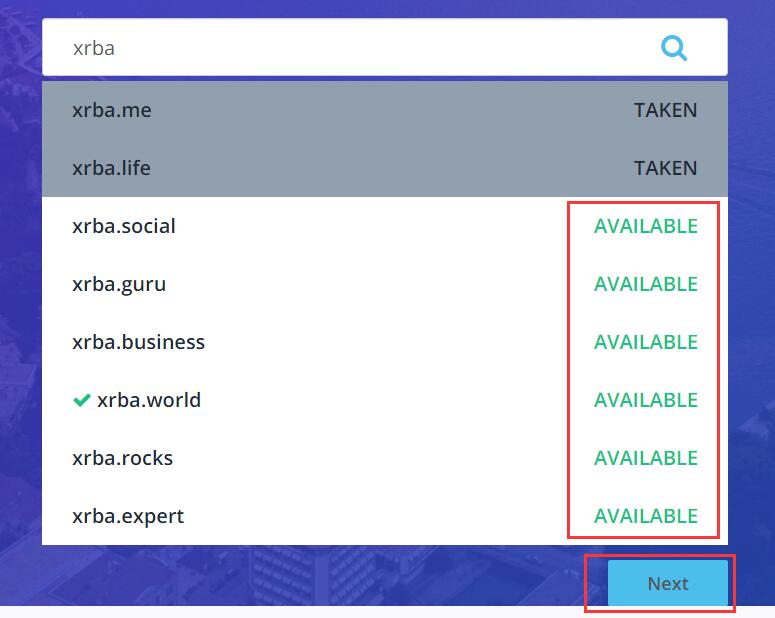 xrba
xrba.me TAKEN
xrba.life TAKEN
xrba.social AVAILABLE
xrba.guru AVAILABLE
xrba.business AVAILABLE
xrba.world AVAILABLE
xrba.rocks AVAILABLE
xrba.expert AVAILABLE
Next